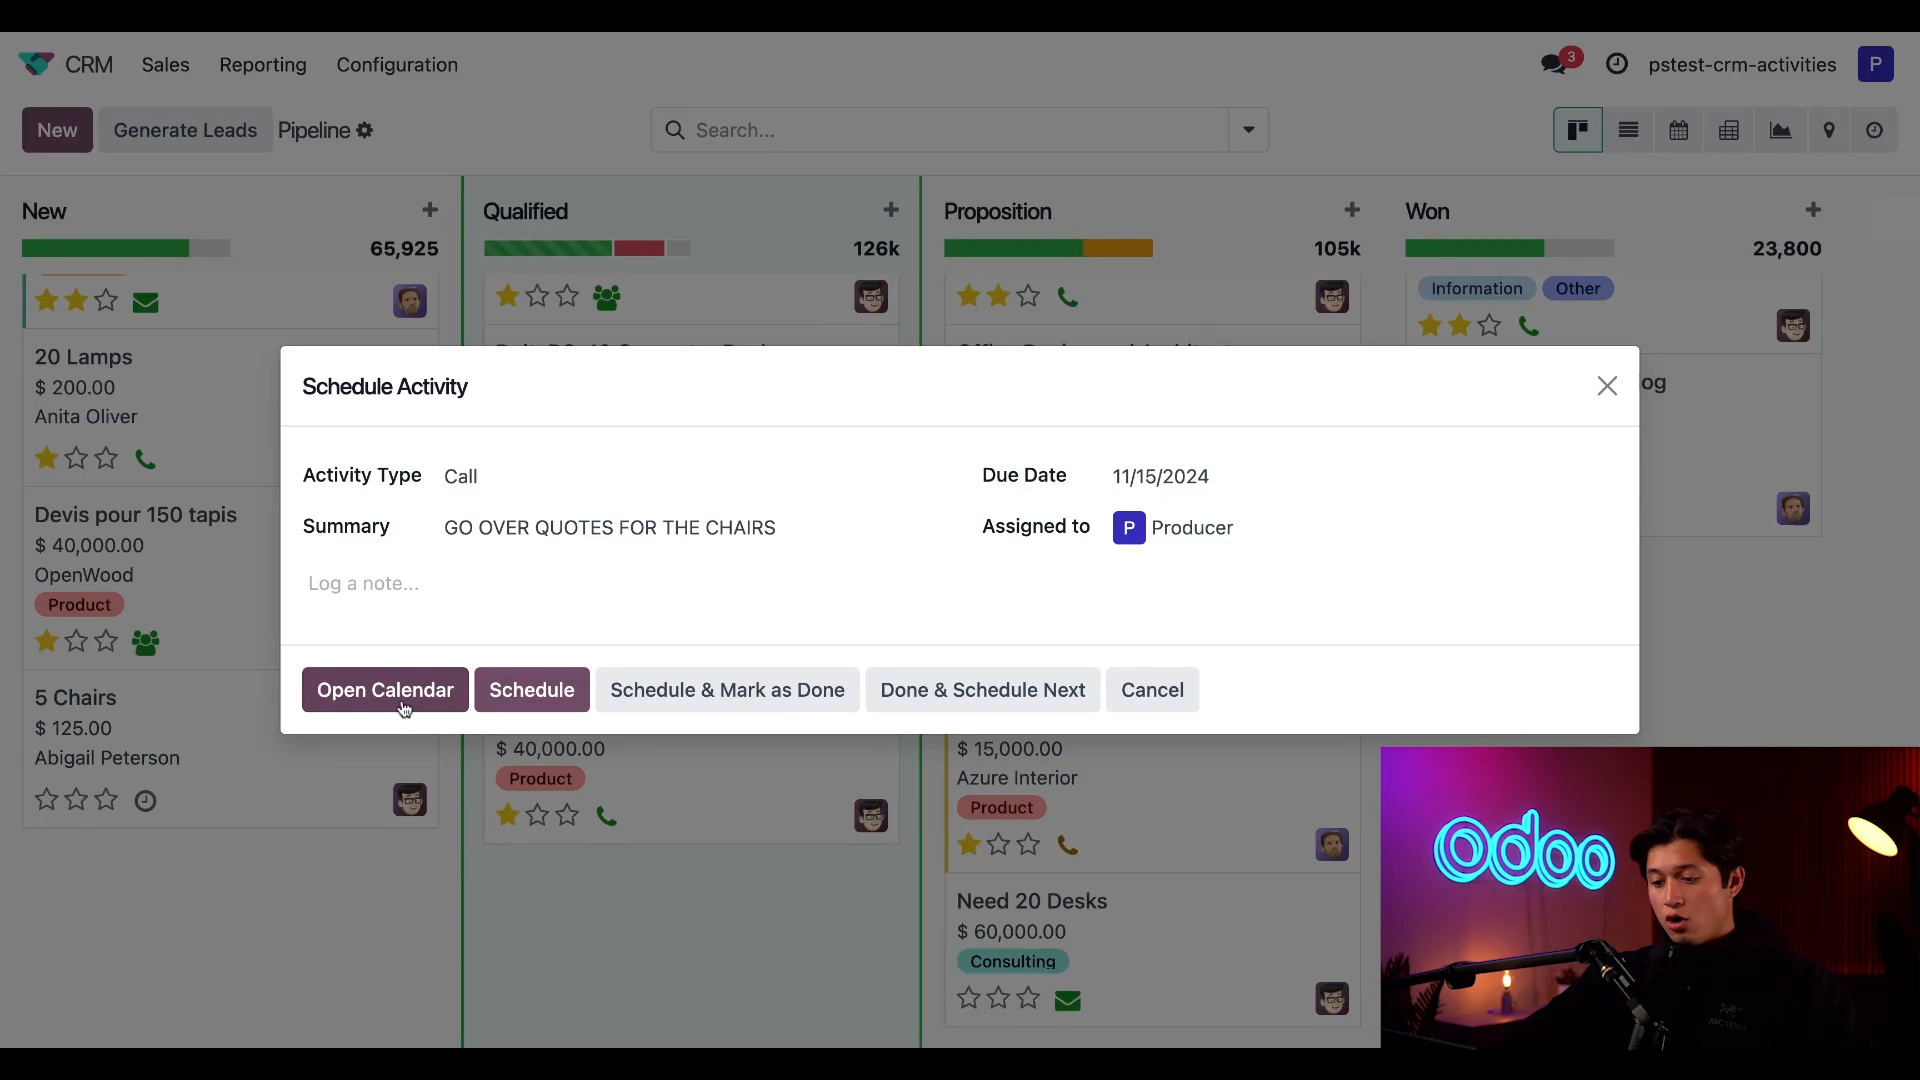 CRM Sales Reporting Configuration
3 pstest-crm-activities P
New Generate Leads Pipeline Search...
New Qualified Proposition Won
65,925 126k 105k 23,800
Information Other
20 Lamps
$ 200.00
Anita Oliver
Devis pour 150 tapis
$ 40,000.00
OpenWood
Product
5 Chairs
$ 125.00
Abigail Peterson
og
Schedule Activity
Activity Type Call Due Date 11/15/2024
Summary GO OVER QUOTES FOR THE CHAIRS Assigned to P Producer
Log a note...
Open Calendar Schedule Schedule & Mark as Done Done & Schedule Next Cancel
$ 40,000.00
Product
$ 15,000.00
Azure Interior
Product
Need 20 Desks
$ 60,000.00
Consulting
odoo